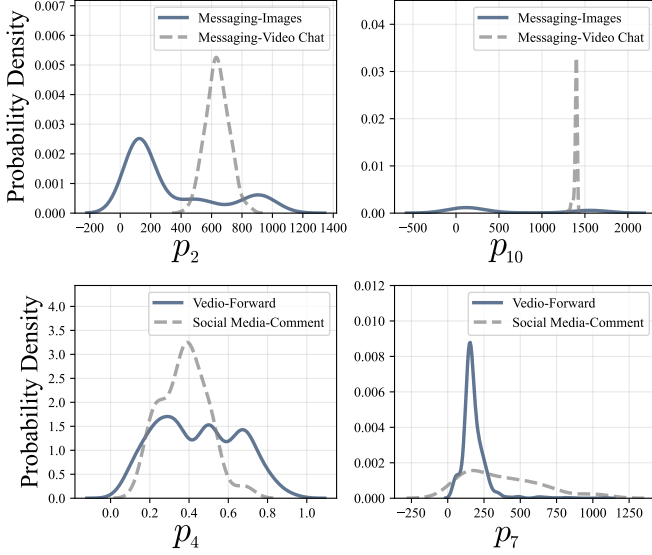 Probability Density
0.007
0.006
0.005
0.004
0.003
0.002
0.001
0.000
Messaging-Images
Messaging-Video Chat
−200 0 200 400 600 800 1000 1200 1400
p2
0.04
0.03
0.02
0.01
0.00
Messaging-Images
Messaging-Video Chat
−500 0 500 1000 1500 2000
p10
Probability Density
4.0
3.5
3.0
2.5
2.0
1.5
1.0
0.5
0.0
Vedio-Forward
Social Media-Comment
0.0 0.2 0.4 0.6 0.8 1.0
p4
0.012
0.010
0.008
0.006
0.004
0.002
0.000
Vedio-Forward
Social Media-Comment
−250 0 250 500 750 1000 1250
p7